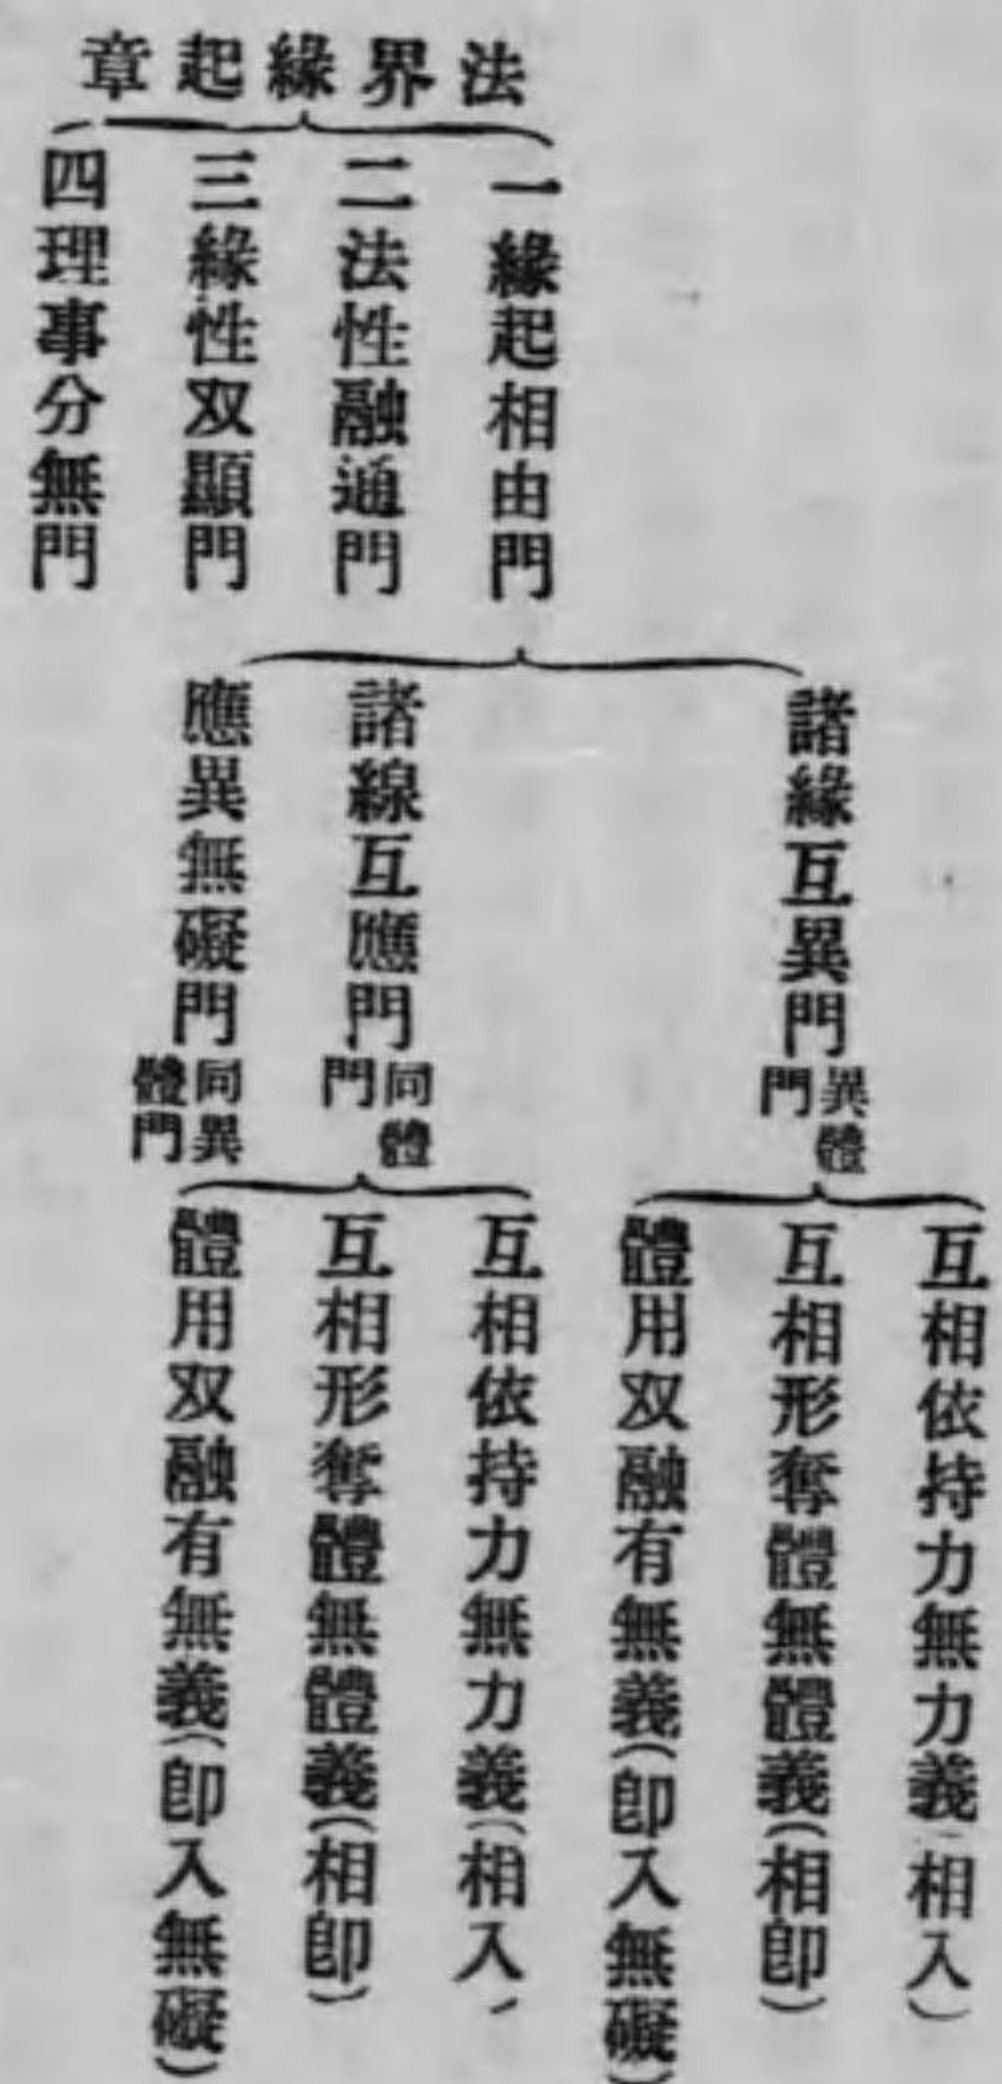 法界緣起章
一緣起相由門
二法性融通門
三緣性双顯門
四理事分無門
諸緣互異門
異體
門
諸線互應門
同體
門
應異無礙門
同異
體門
互相依持力無力義(相入)
互相形奪體無體義(相卽)
體用双融有無義(卽入無礙)
互相依持力無力義(相入)
互相形奪體無體義(相卽)
體用双融有無義(卽入無礙)